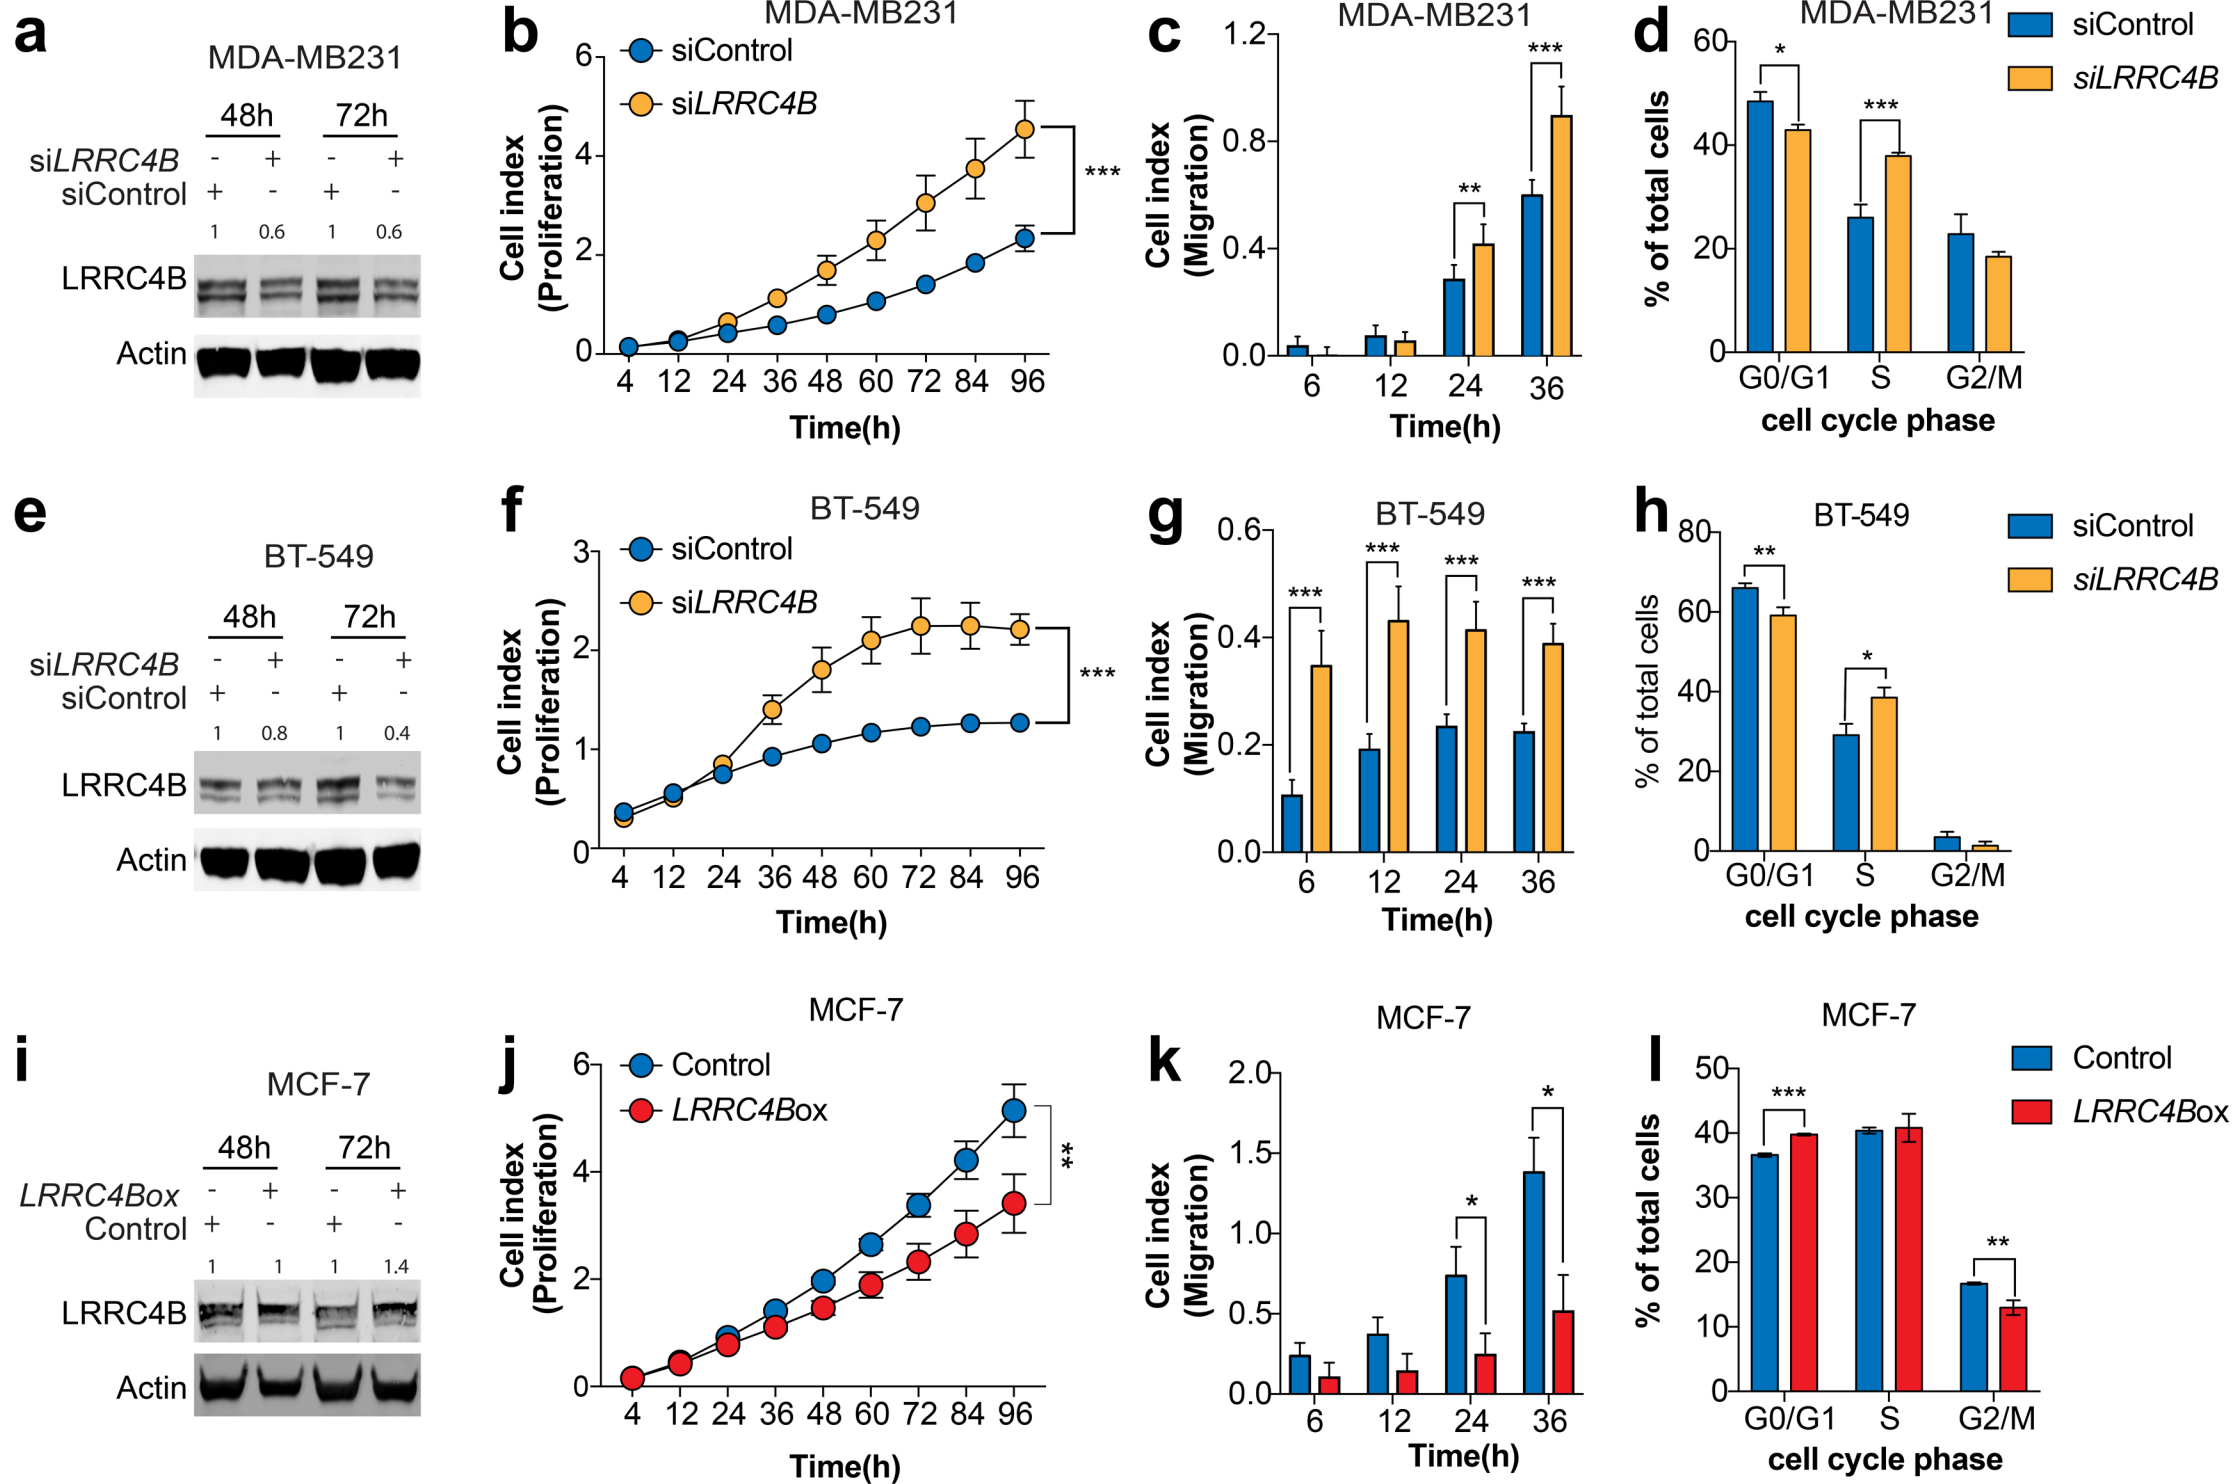 a
MDA-MB231
48h 72h
siLRRC4B - + - +
siControl + - + -
1 0.6 1 0.6
LRRC4B
Actin
b
MDA-MB231
siControl
siLRRC4B
Cell index
(Proliferation)
6
4
2
0
***
4 12 24 36 48 60 72 84 96
Time(h)
c
MDA-MB231
Cell index
(Migration)
1.2
0.8
0.4
0.0
**
***
6 12 24 36
Time(h)
d
MDA-MB231
siControl
siLRRC4B
% of total cells
60
40
20
0
*
***
G0/G1 S G2/M
cell cycle phase
e
BT-549
48h 72h
siLRRC4B - + - +
siControl + - + -
1 0.8 1 0.4
LRRC4B
Actin
f
BT-549
siControl
siLRRC4B
Cell index
(Proliferation)
3
2
1
0
***
4 12 24 36 48 60 72 84 96
Time(h)
g
BT-549
Cell index
(Migration)
0.6
0.4
0.2
0.0
***
***
***
***
6 12 24 36
Time(h)
h
BT-549
siControl
siLRRC4B
% of total cells
80
60
40
20
0
**
*
G0/G1 S G2/M
cell cycle phase
i
MCF-7
48h 72h
LRRC4Box - + - +
Control + - + -
1 1 1 1.4
LRRC4B
Actin
j
MCF-7
Control
LRRC4Box
Cell index
(Proliferation)
6
4
2
0
**
4 12 24 36 48 60 72 84 96
Time(h)
k
MCF-7
Cell index
(Migration)
2.0
1.5
1.0
0.5
0.0
*
*
6 12 24 36
Time(h)
l
MCF-7
Control
LRRC4Box
% of total cells
50
40
30
20
10
0
***
**
G0/G1 S G2/M
cell cycle phase